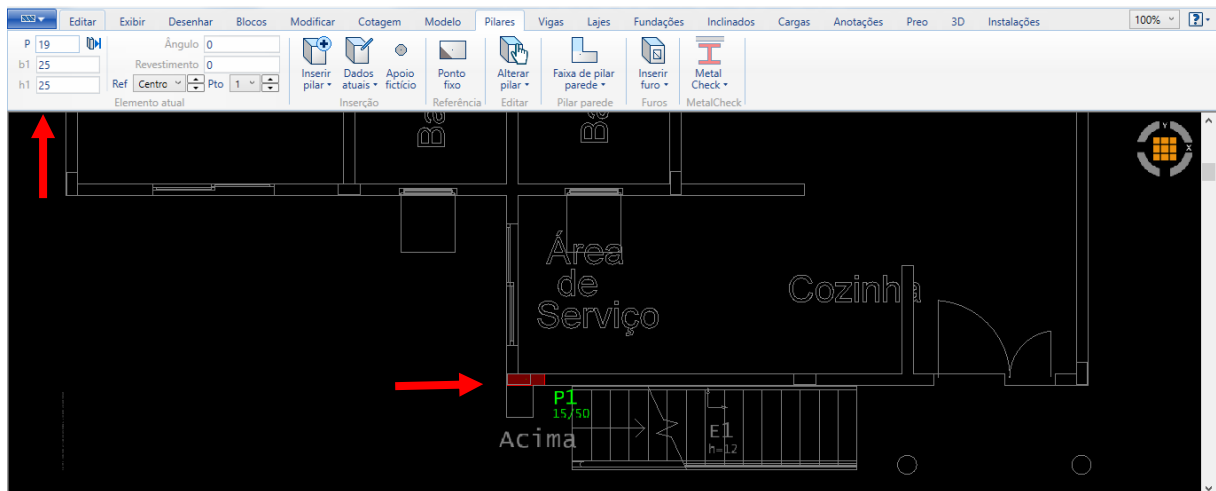 Editar Exibir Desenhar Blocos Modificar Cotagem Modelo Pilares Vigas Lajes Fundações Inclinados Cargas Anotações Preo 3D Instalações 100% ?
P 19 Ângulo 0
b1 25 Revestimento 0
h1 25 Ref Centro Pto 1
Inserir pilar
Dados atuais
Apoio fictício
Ponto fixo
Alterar pilar
Faixa de pilar parede
Inserir furo
Metal Check
Elemento atual Inserção Referência Editar Pilar parede Furos MetalCheck
Ba
Ba
Y
X
Área
de
Serviço
Cozinha
P1
15/50
Acima
E1
h=12